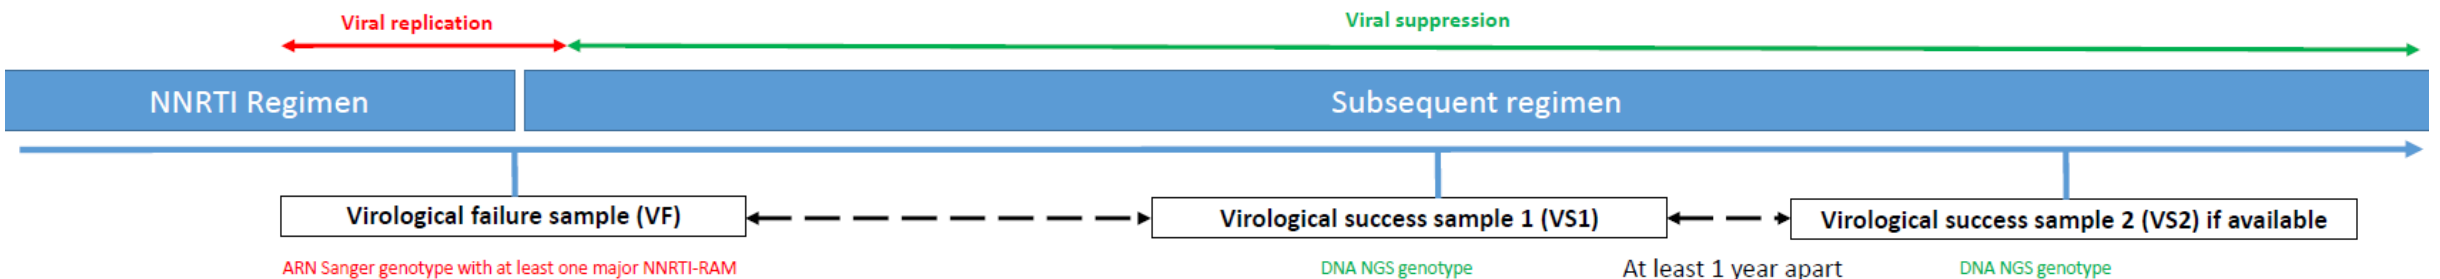 Viral replication
Viral suppression
NNRTI Regimen
Subsequent regimen
Virological failure sample (VF)
Virological success sample 1 (VS1)
Virological success sample 2 (VS2) if available
ARN Sanger genotype with at least one major NNRTI-RAM
DNA NGS genotype
At least 1 year apart
DNA NGS genotype